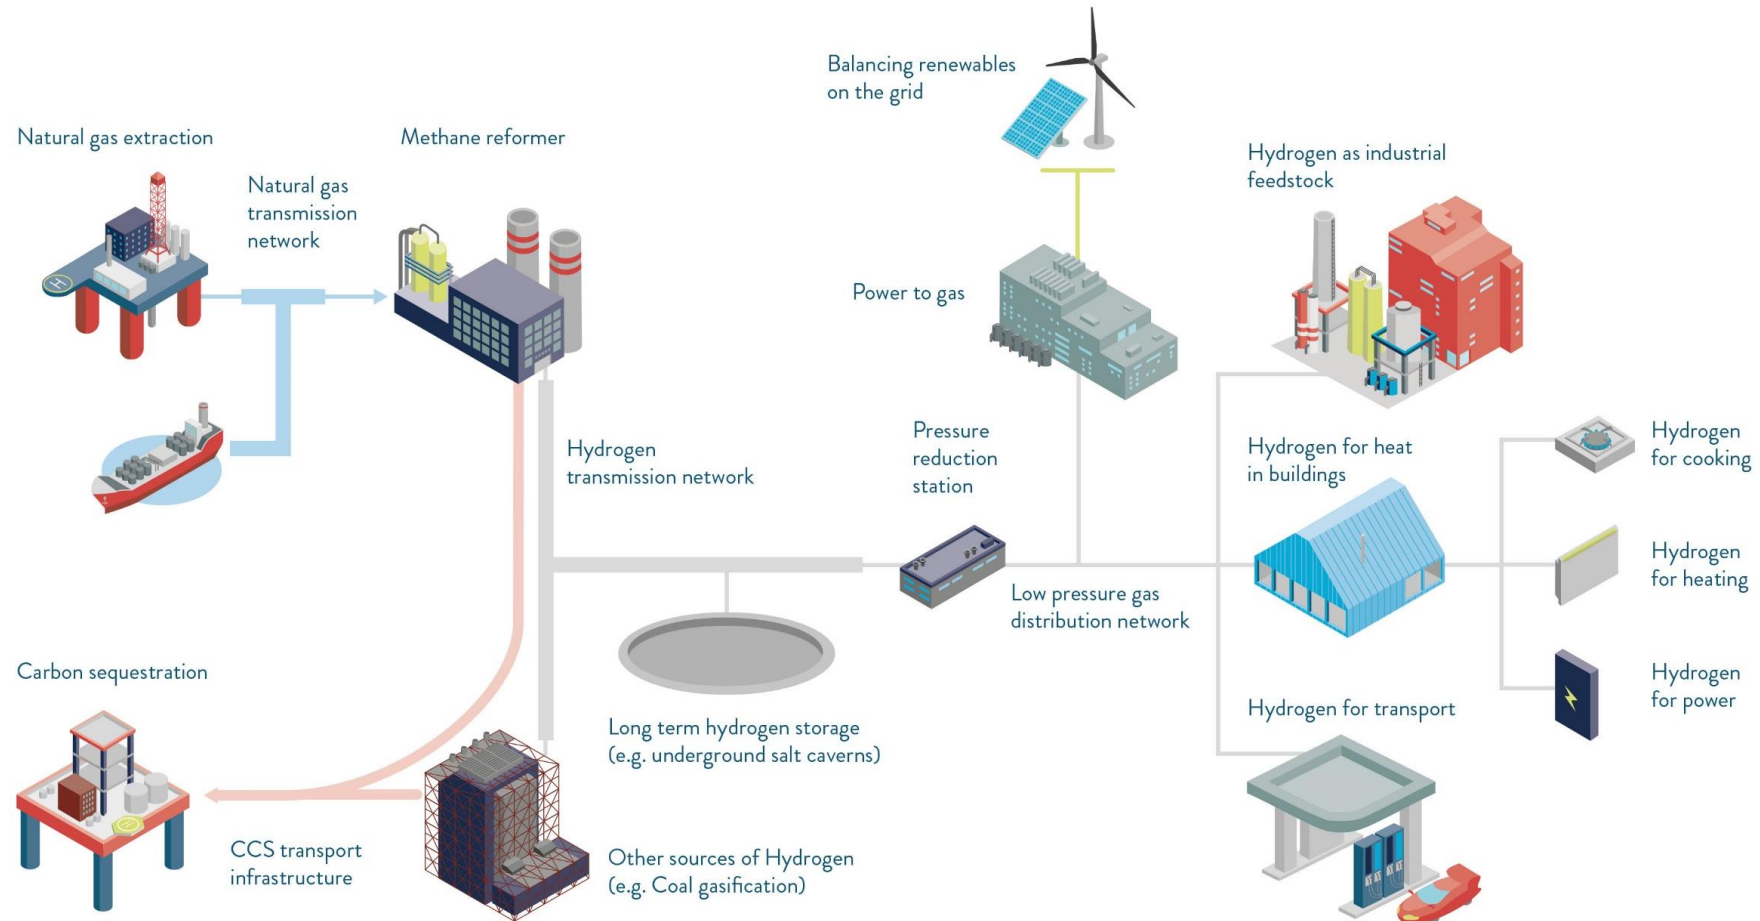 Balancing renewables
on the grid
Natural gas extraction
Methane reformer
Hydrogen as industrial
feedstock
Natural gas
transmission
network
Power to gas
Pressure
reduction
station
Hydrogen
transmission network
Hydrogen for heat
in buildings
Hydrogen
for cooking
Hydrogen
for heating
Low pressure gas
distribution network
Carbon sequestration
Hydrogen
for power
Hydrogen for transport
Long term hydrogen storage
(e.g. underground salt caverns)
CCS transport
infrastructure
Other sources of Hydrogen
(e.g. Coal gasification)
H
H